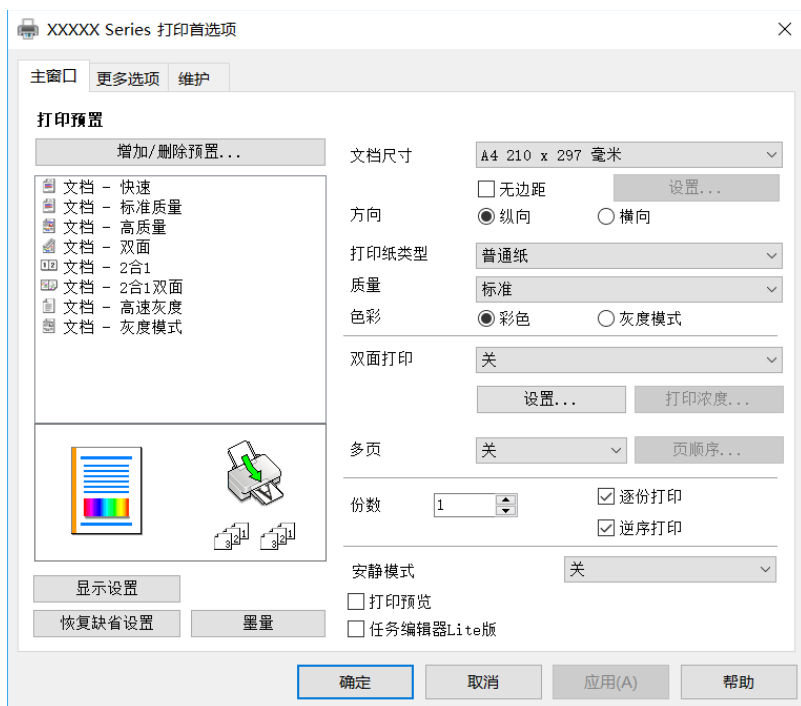 XXXXX Series 打印首选项
主窗口 更多选项 维护
打印预置
增加/删除预置...
文档 - 快速
文档 - 标准质量
文档 - 高质量
文档 - 双面
文档 - 2合1
文档 - 2合1双面
文档 - 高速灰度
文档 - 灰度模式
显示设置
恢复缺省设置 墨量
文档尺寸 A4 210 x 297 毫米
无边距 设置...
方向 纵向 横向
打印纸类型 普通纸
质量 标准
色彩 彩色 灰度模式
双面打印 关
设置... 打印浓度...
多页 关 页顺序...
份数 1 逐份打印
逆序打印
安静模式 关
打印预览
任务编辑器Lite版
确定 取消 应用(A) 帮助